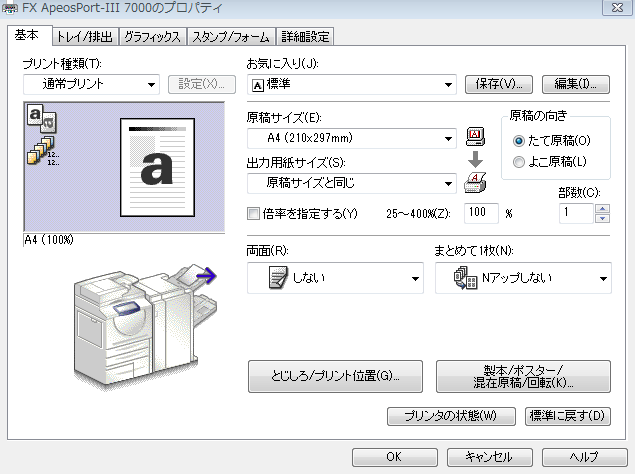 FX ApeosPort-III 7000のプロパティ
基本
トレイ/排出
グラフィックス
スタンプ/フォーム
詳細設定
プリント種類(T):
通常プリント
設定(X)...
お気に入り(J):
A 標準
保存(V)...
編集(I)...
a
a
12..
12..
a
A4 (100%)
原稿サイズ(E):
A4 (210x297mm)
出力用紙サイズ(S):
原稿サイズと同じ
倍率を指定する(Y)
25～400%(Z):
100
%
原稿の向き
たて原稿(O)
よこ原稿(L)
部数(C):
1
両面(R):
しない
まとめて1枚(N):
Nアップしない
とじしろ/プリント位置(G)...
製本/ポスター/
混在原稿/回転(K)...
プリンタの状態(W)
標準に戻す(D)
OK
キャンセル
ヘルプ